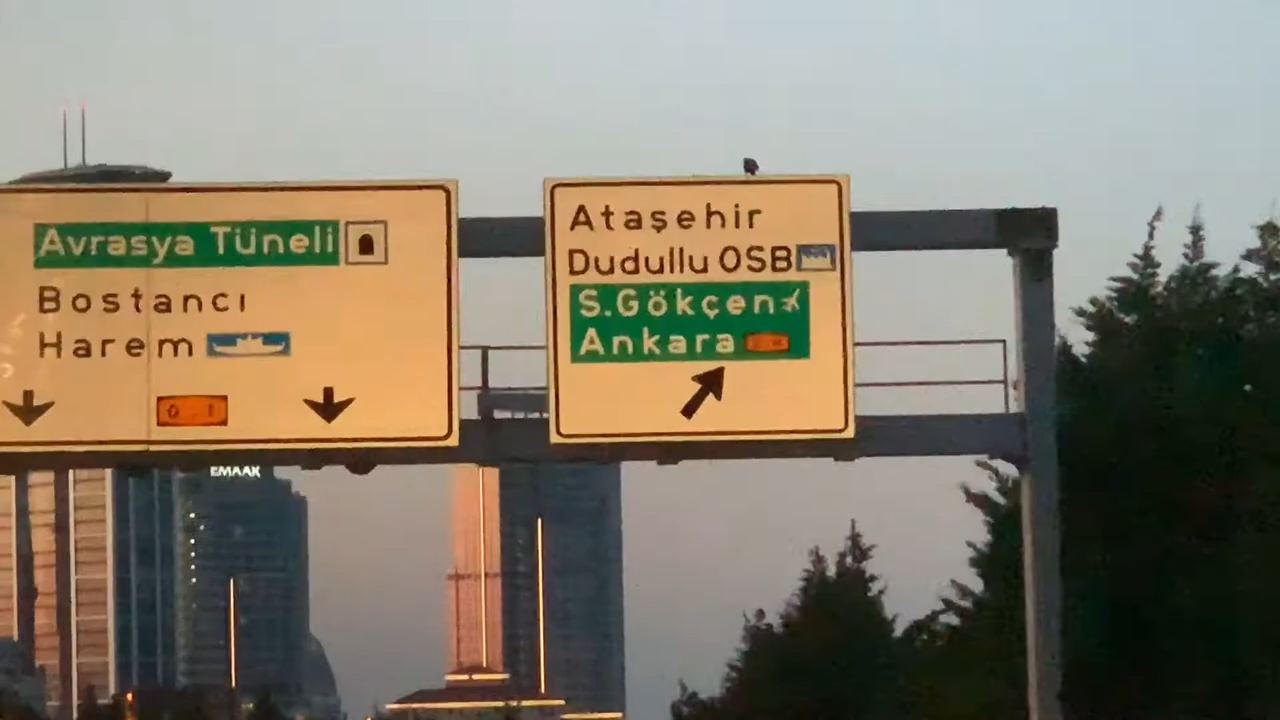 Avrasya Tüneli
Bostancı
Harem
Ataşehir
Dudullu OSB
S.Gökçen
Ankara
EMAAR